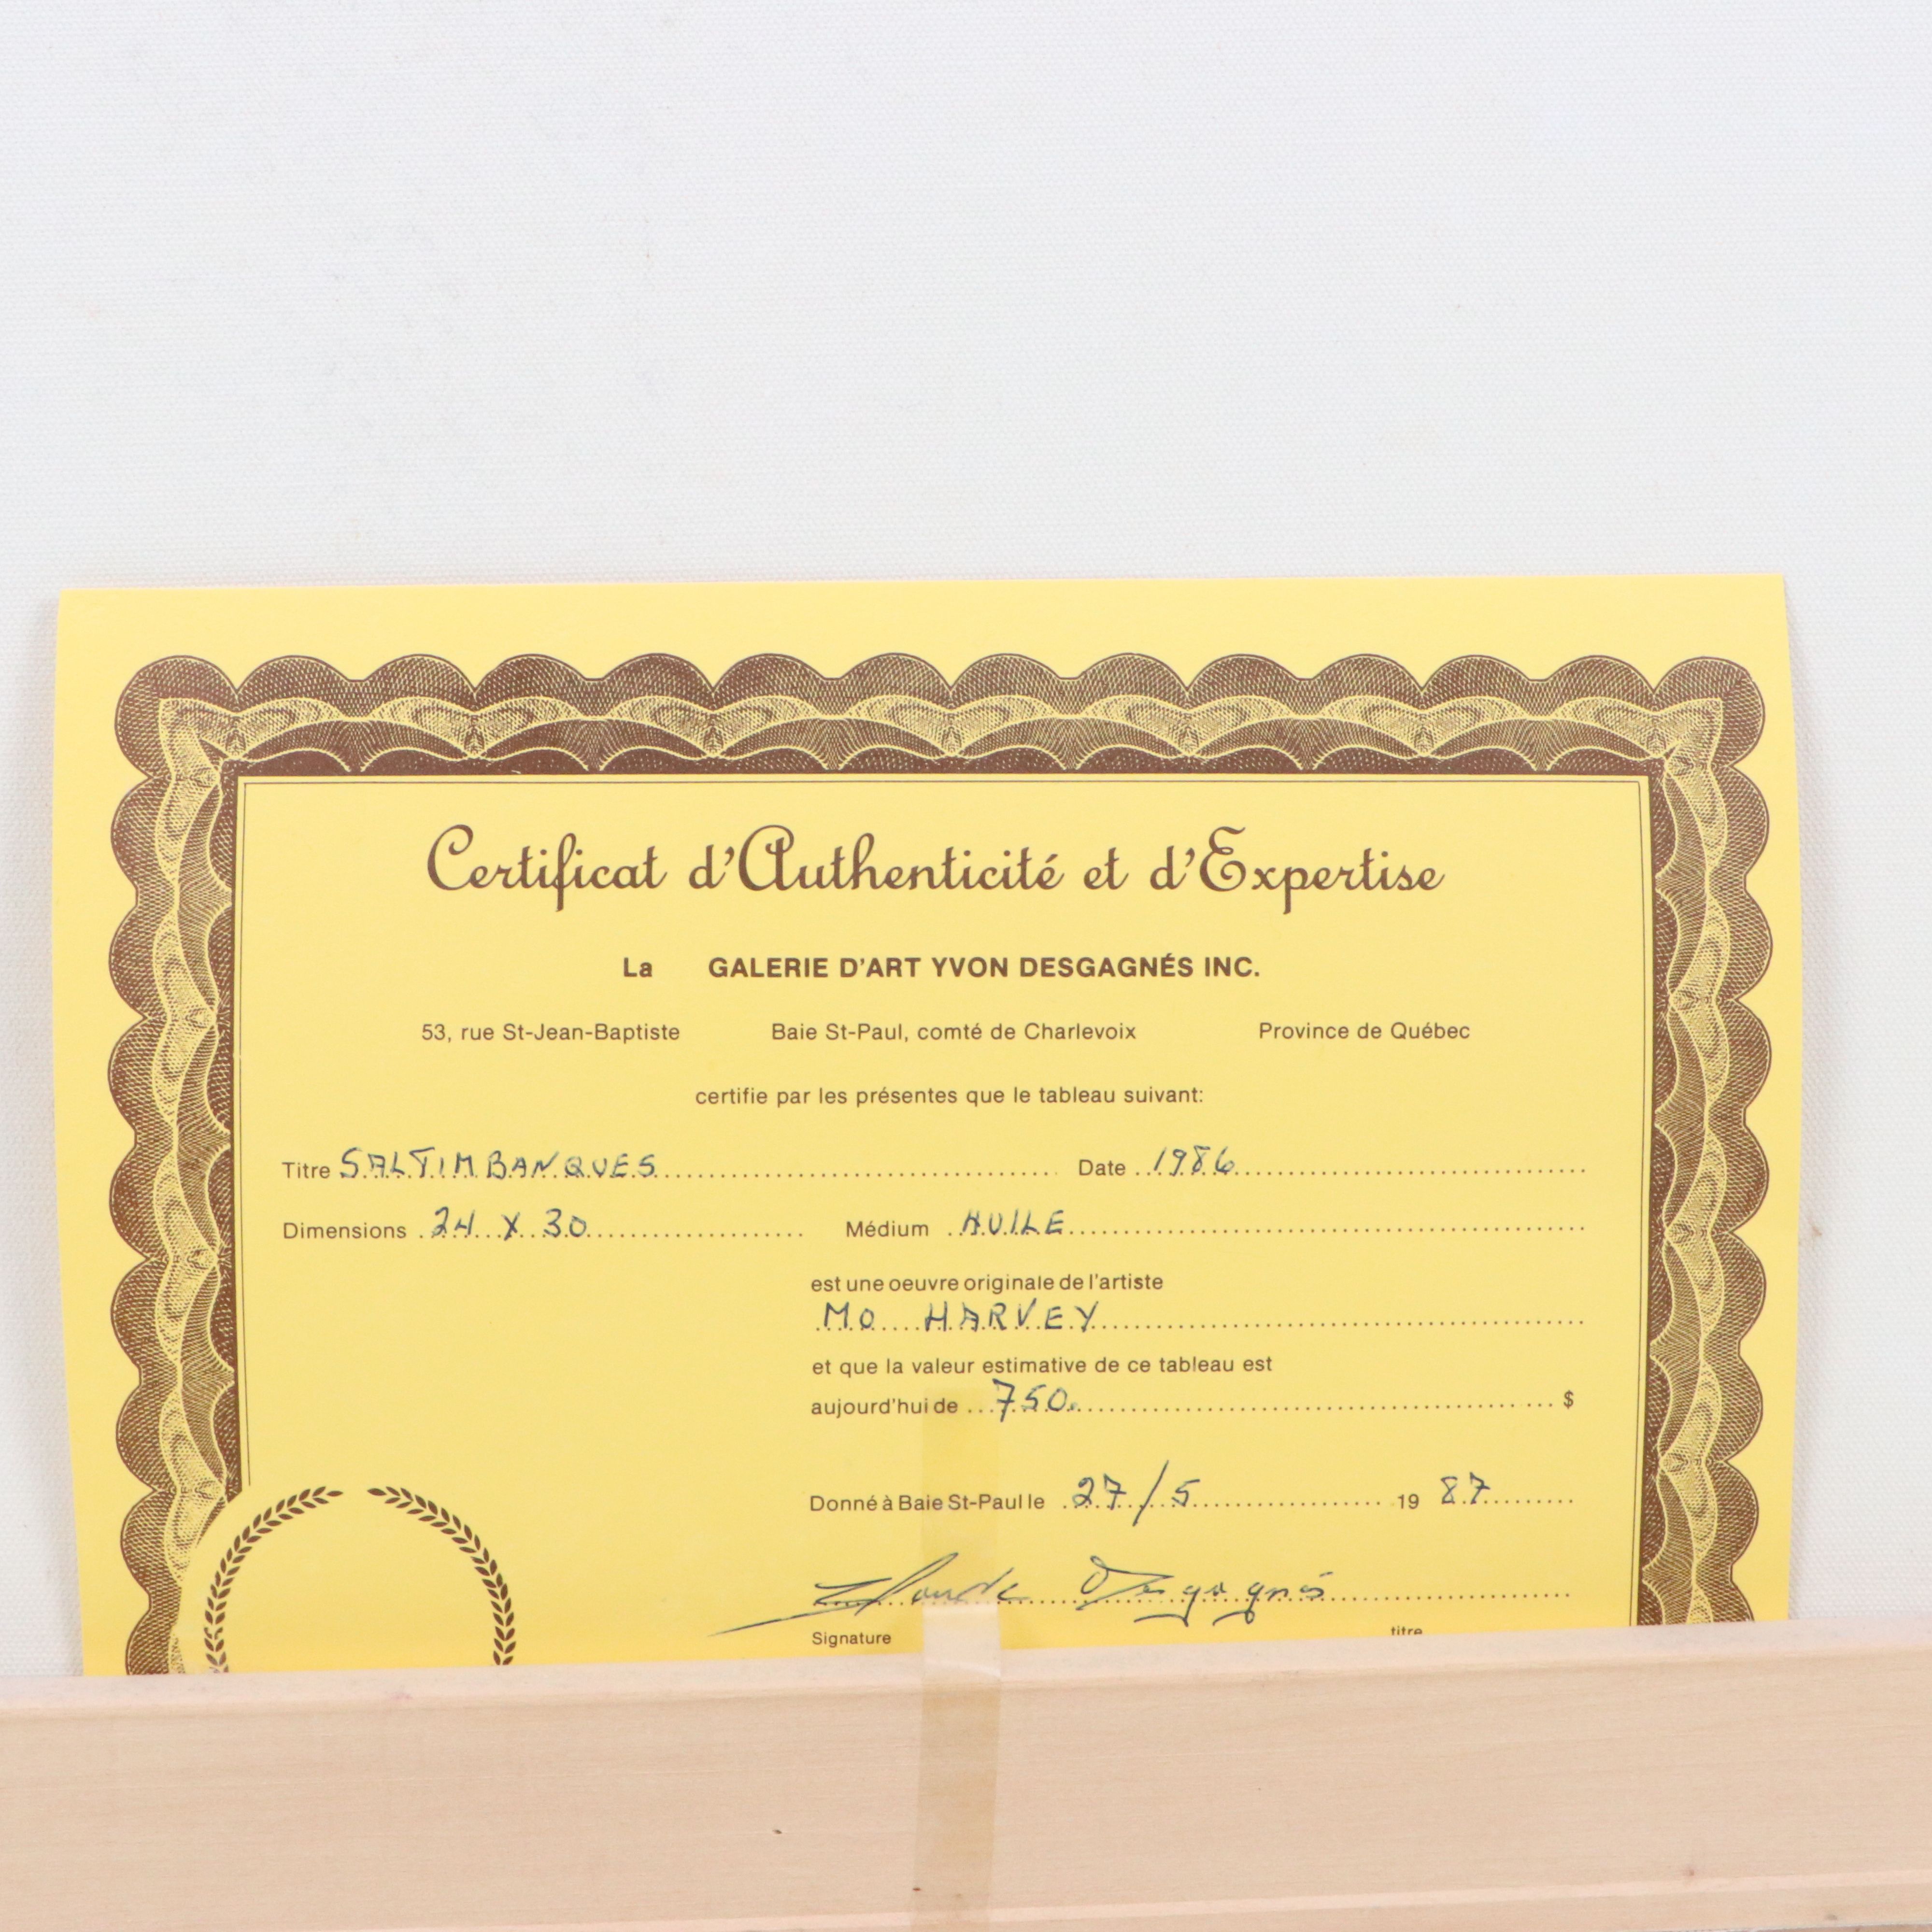 Certificat d'Authenticité et d'Expertise
La GALERIE D'ART YVON DESGAGNÉS INC.
53, rue St-Jean-Baptiste Baie St-Paul, comté de Charlevoix Province de Québec
certifie par les présentes que le tableau suivant:
Titre SALTIMBANQUES Date 1986
Dimensions 24 X 30 Médium HUILE
est une oeuvre originale de l'artiste
MO HARVEY
et que la valeur estimative de ce tableau est
aujourd'hui de 750. $
Donné à Baie St-Paul le 27/5 19 87
Desgagnés
Signature titre